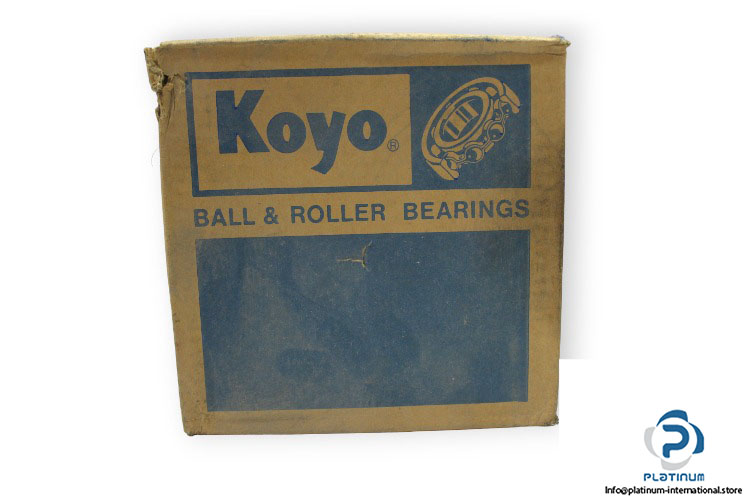 Koyo®
BALL & ROLLER BEARINGS
PLATINUM
Info@platinum-international.store